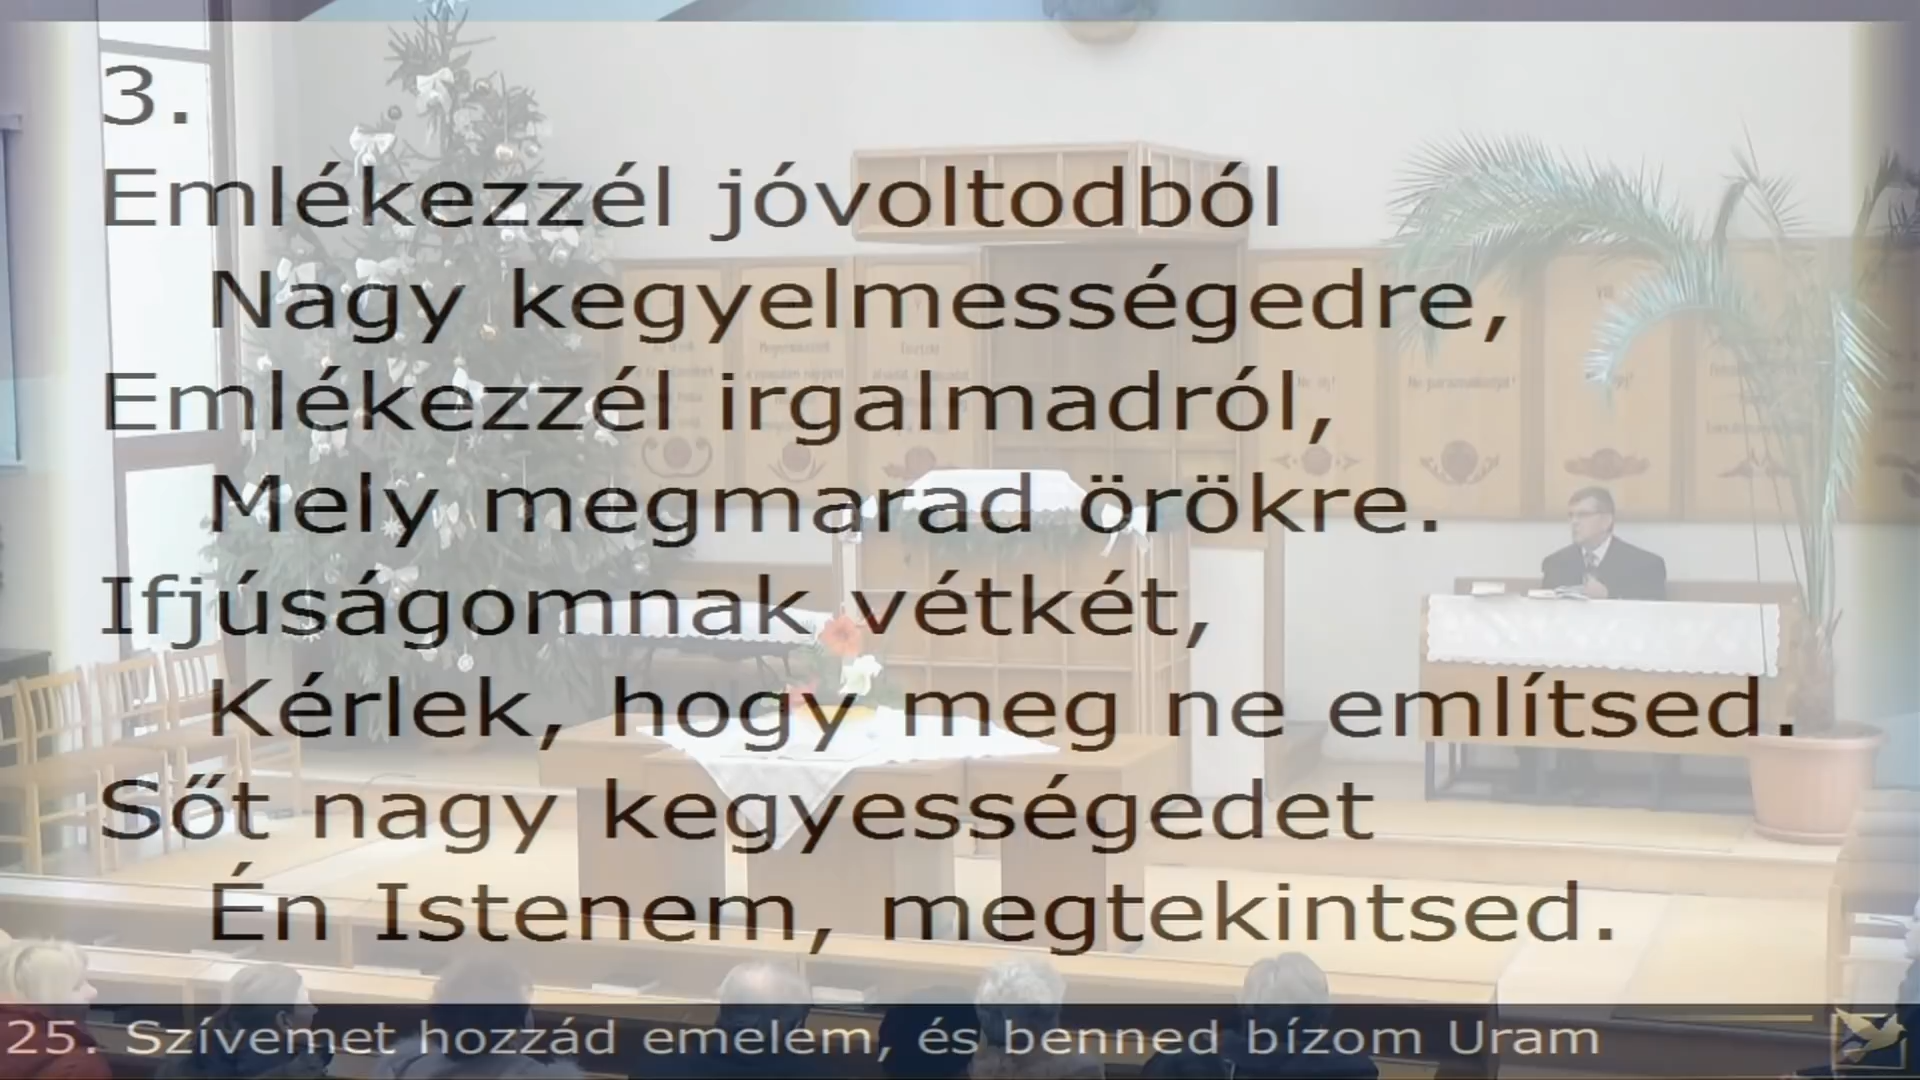 3.
Emlékezzél jóvoltodból
Nagy kegyelmességedre,
Emlékezzél irgalmadról,
Mely megmarad örökre.
Ifjúságomnak vétkét,
Kérlek, hogy meg ne említsed.
Sőt nagy kegyességedet
Én Istenem, megtekintsed.
25. Szívemet hozzád emelem, és benned bízom Uram